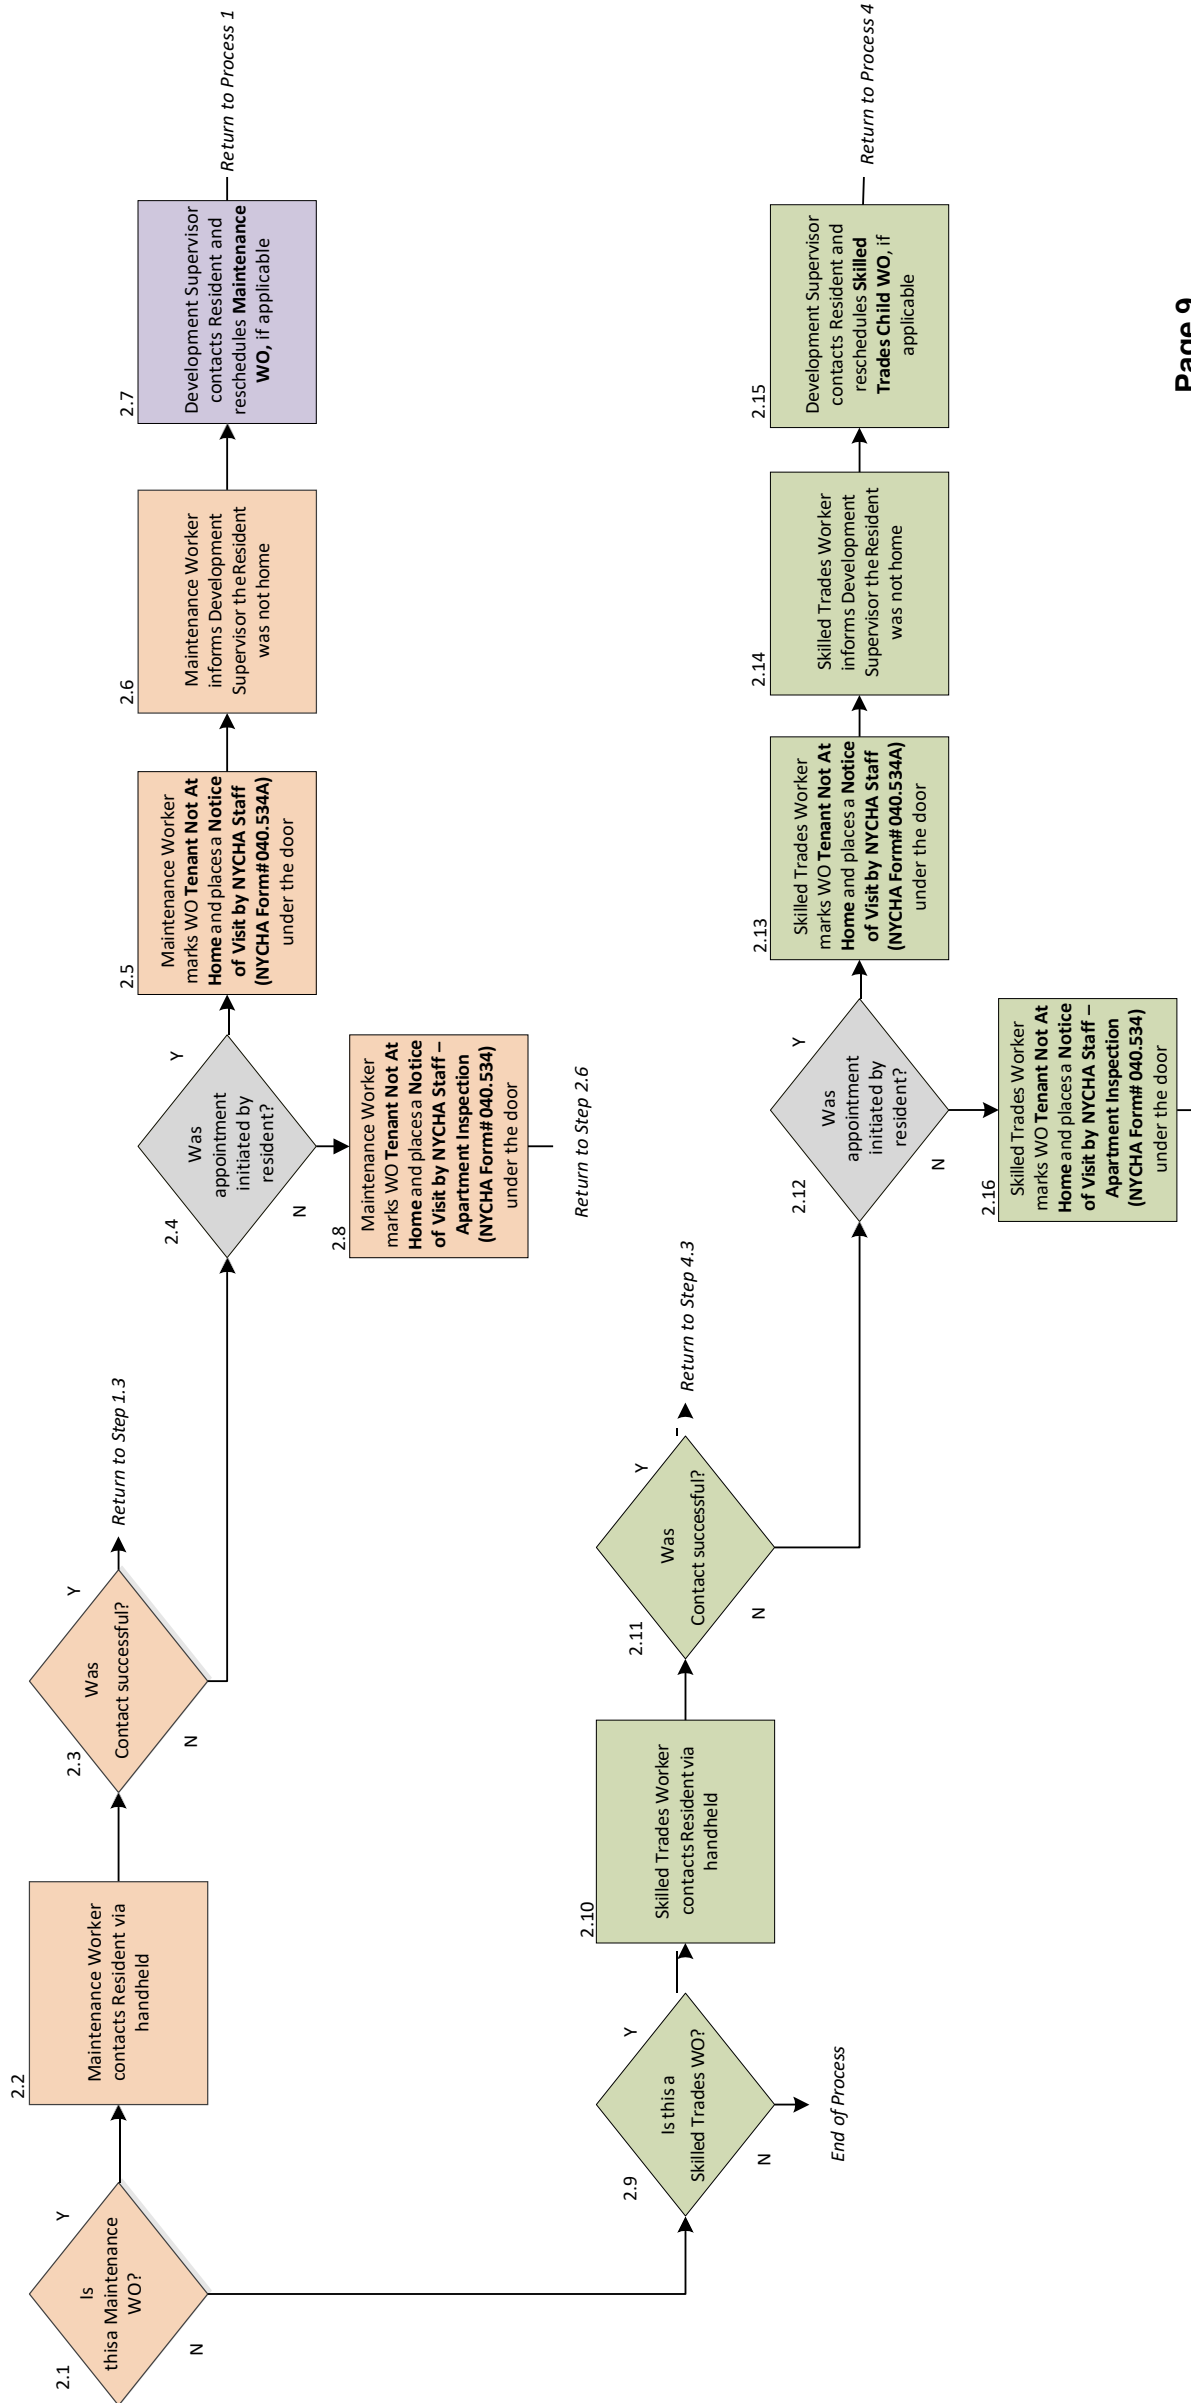 2.1
Is
thisa Maintenance
WO?
Y
N
2.2
Maintenance Worker
contacts Resident via
handheld
2.3
Was
Contact successful?
Y
N
Return to Step 1.3
2.4
Was
appointment
initiated by
resident?
Y
N
2.5
Maintenance Worker
marks WO Tenant Not At
Home and places a Notice
of Visit by NYCHA Staff
(NYCHA Form# 040.534A)
under the door
2.6
Maintenance Worker
informs Development
Supervisor the Resident
was not home
2.7
Development Supervisor
contacts Resident and
reschedules Maintenance
WO, if applicable
Return to Process 1
2.8
Maintenance Worker
marks WO Tenant Not At
Home and places a Notice
of Visit by NYCHA Staff –
Apartment Inspection
(NYCHA Form# 040.534)
under the door
Return to Step 2.6
2.9
Is this a
Skilled Trades WO?
Y
N
End of Process
2.10
Skilled Trades Worker
contacts Resident via
handheld
2.11
Was
Contact successful?
Y
N
Return to Step 4.3
2.12
Was
appointment
initiated by
resident?
Y
N
2.13
Skilled Trades Worker
marks WO Tenant Not At
Home and places a Notice
of Visit by NYCHA Staff
(NYCHA Form# 040.534A)
under the door
2.14
Skilled Trades Worker
informs Development
Supervisor the Resident
was not home
2.15
Development Supervisor
contacts Resident and
reschedules Skilled
Trades Child WO, if
applicable
Return to Process 4
2.16
Skilled Trades Worker
marks WO Tenant Not At
Home and places a Notice
of Visit by NYCHA Staff –
Apartment Inspection
(NYCHA Form# 040.534)
under the door
Page 9